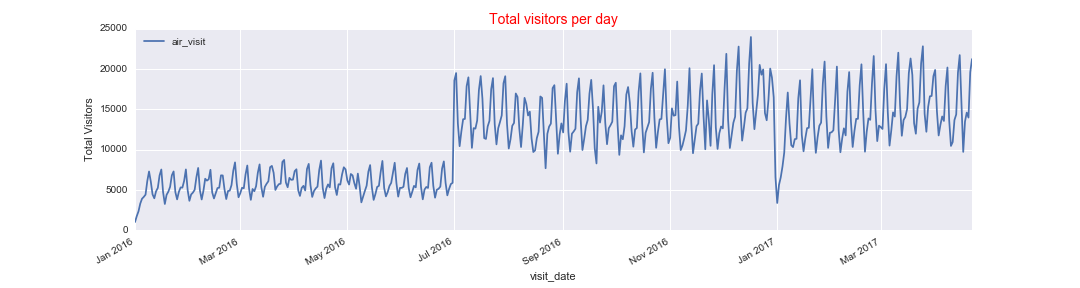 Total visitors per day
air_visit
Total Visitors
25000
20000
15000
10000
5000
0
Jan 2016
Mar 2016
May 2016
Jul 2016
Sep 2016
Nov 2016
Jan 2017
Mar 2017
visit_date